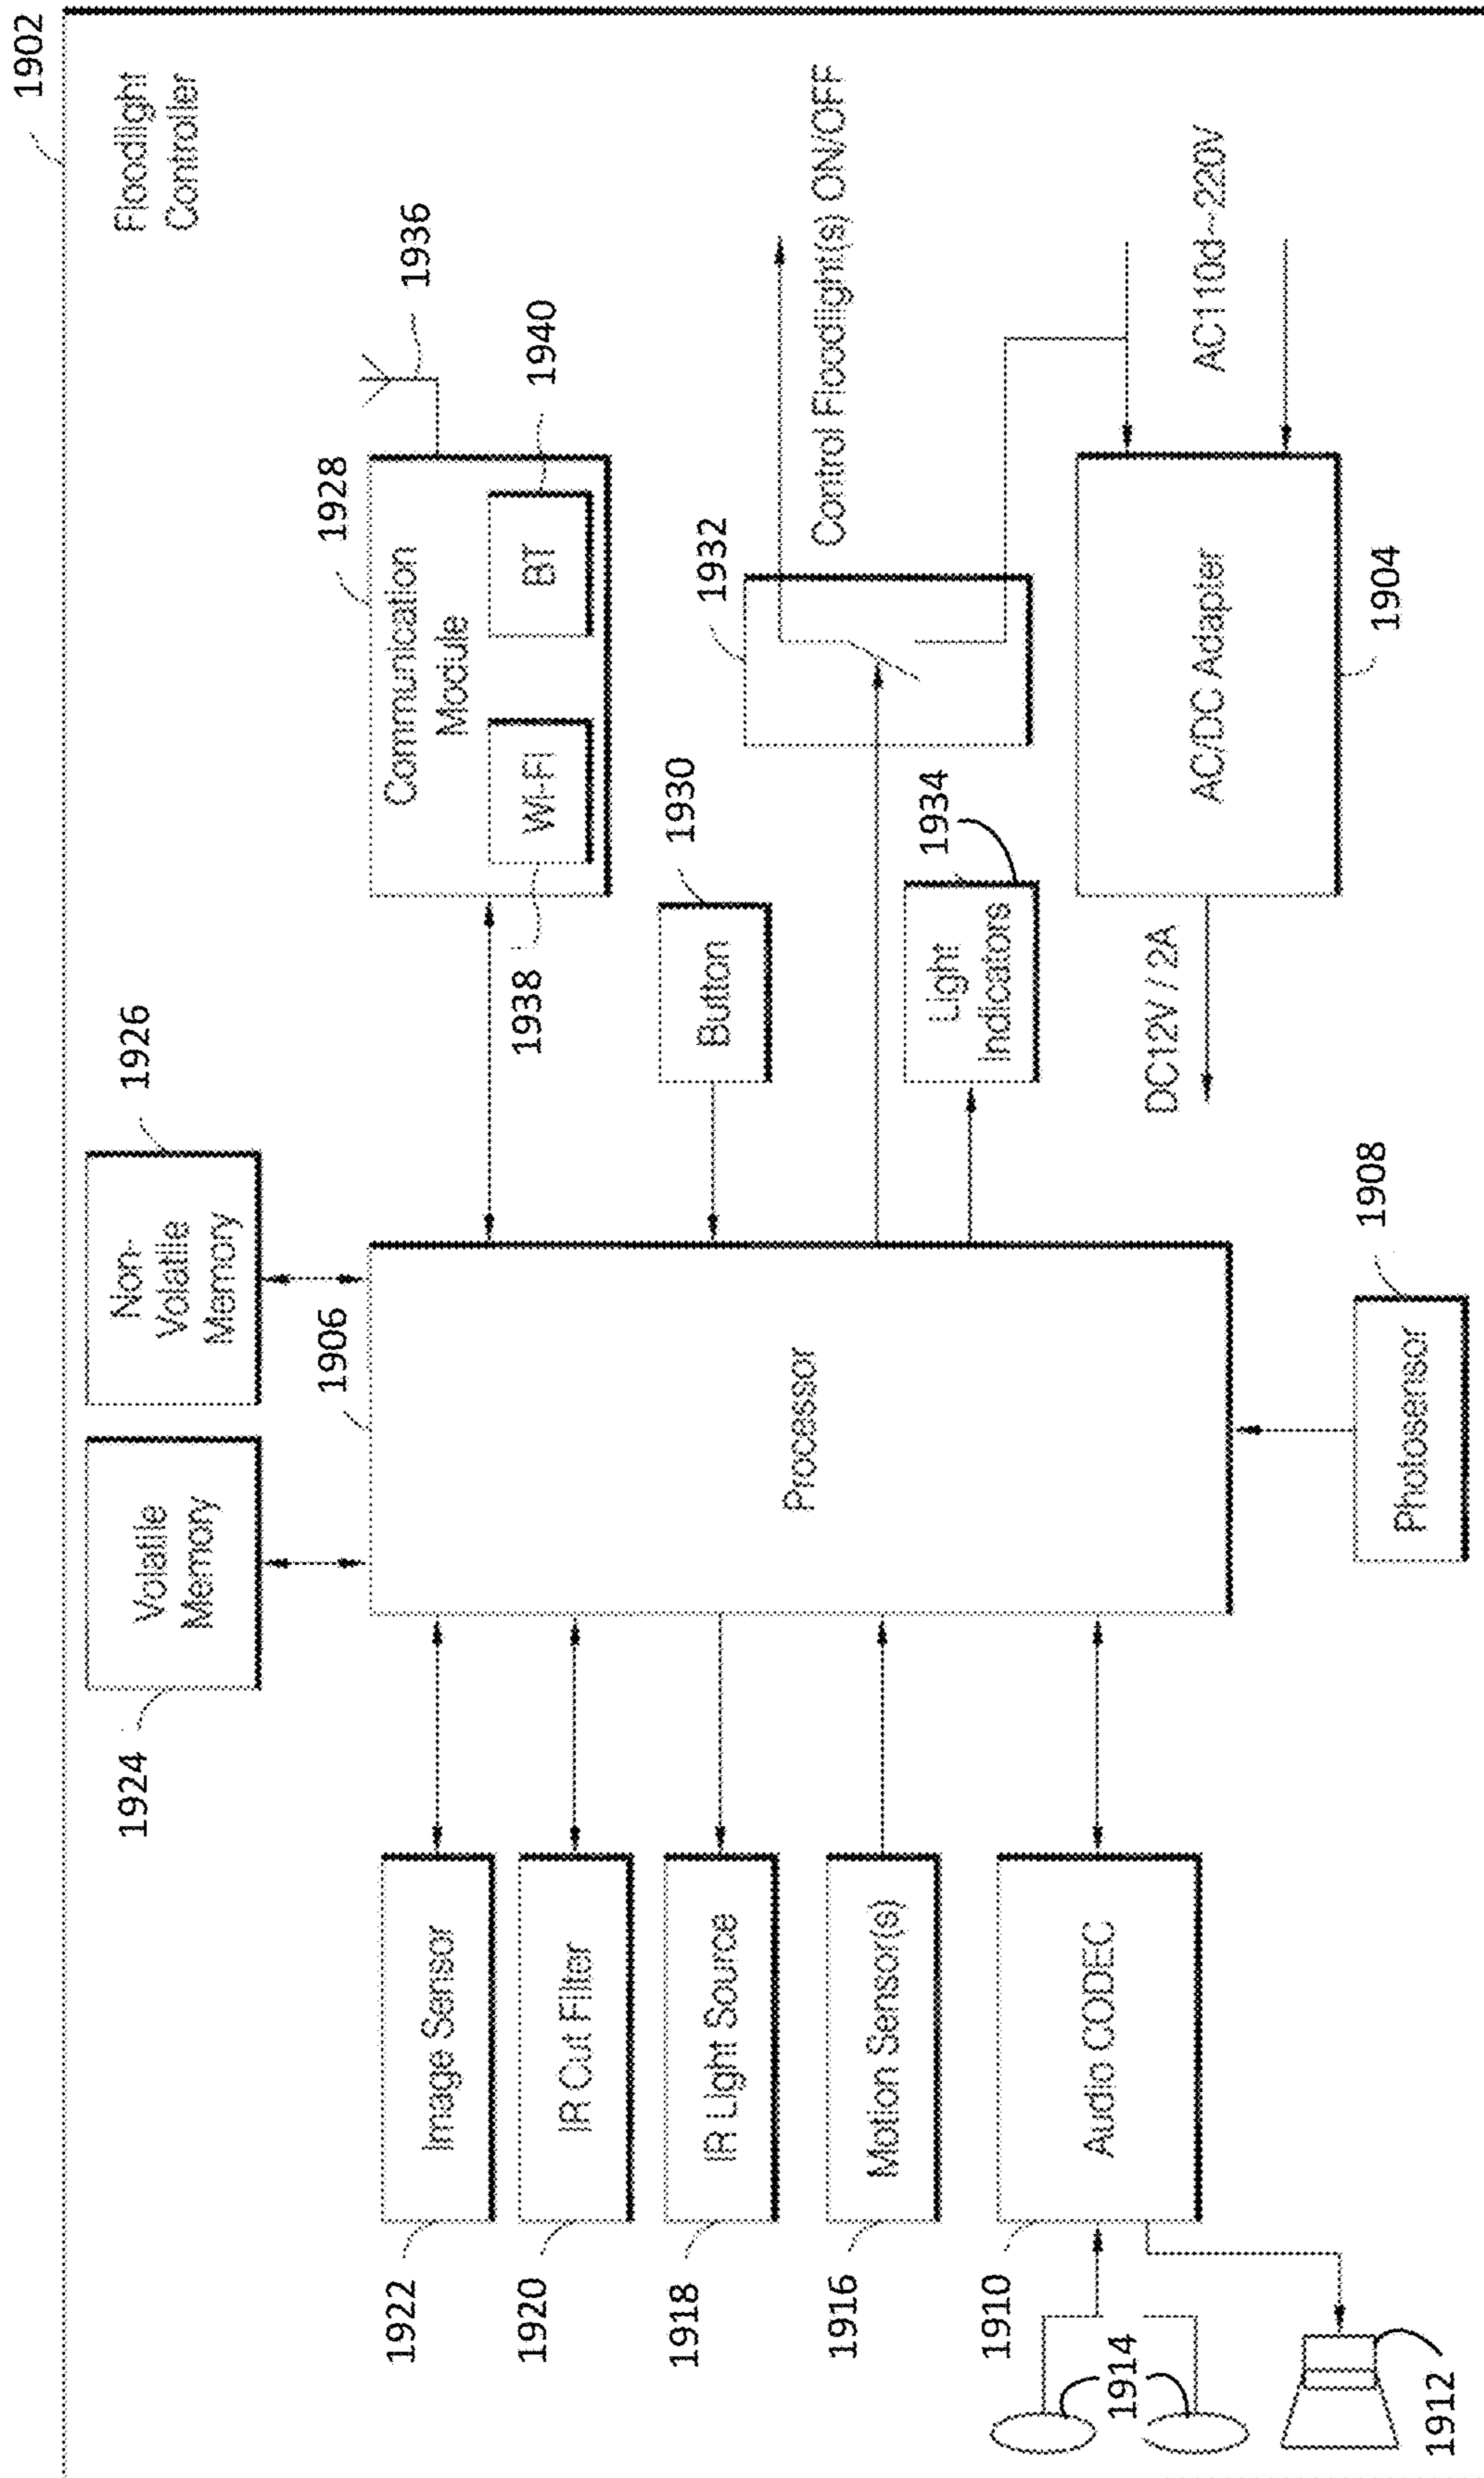 1902
Floodlight
Controller
1924
Volatile
Memory
1926
Non-
Volatile
Memory
1906
Processor
1928
Communication
Module
WI-FI
BT
1936
1938
1940
1922
Image Sensor
1920
IR Cut Filter
1918
IR Light Source
1916
Motion Sensor(s)
1910
Audio CODEC
1914
1912
1930
Button
1932
Control Floodlight(s) ON/OFF
1934
Light
Indicators
DC12V / 2A
AC/DC Adapter
AC110d~220V
1904
1908
Photosensor